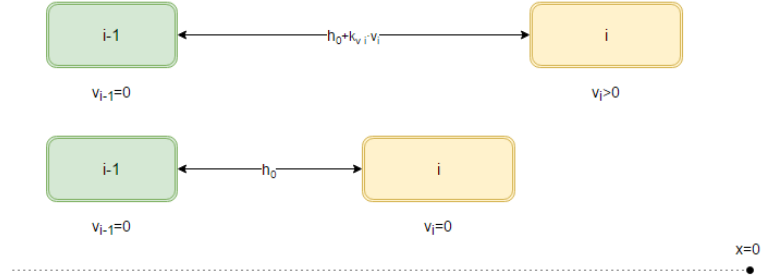 i-1 h₀+kᵥ ᵢ·vᵢ i
vᵢ₋₁=0 vᵢ>0
i-1 h₀ i
vᵢ₋₁=0 vᵢ=0
x=0